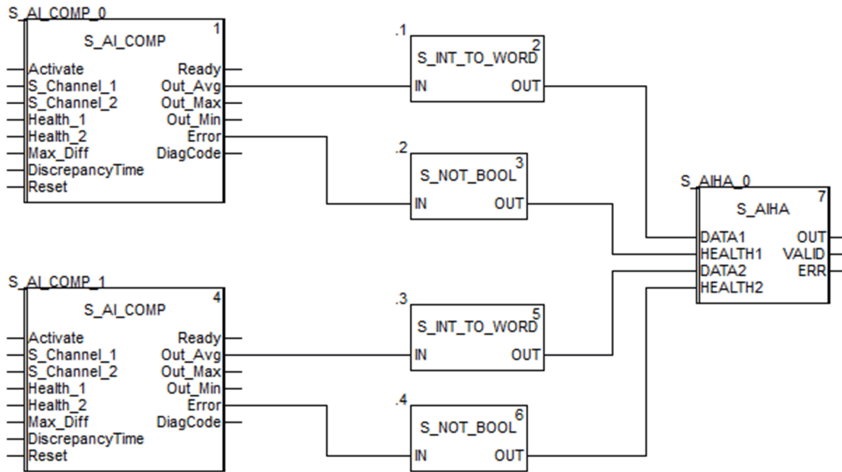 S_AI_COMP_0
1
S_AI_COMP
Activate Ready
S_Channel_1 Out_Avg
S_Channel_2 Out_Max
Health_1 Out_Min
Health_2 Error
Max_Diff DiagCode
DiscrepancyTime
Reset
.1
2
S_INT_TO_WORD
IN OUT
.2
3
S_NOT_BOOL
IN OUT
S_AIHA_0
7
S_AIHA
DATA1 OUT
HEALTH1 VALID
DATA2 ERR
HEALTH2
S_AI_COMP_1
4
S_AI_COMP
Activate Ready
S_Channel_1 Out_Avg
S_Channel_2 Out_Max
Health_1 Out_Min
Health_2 Error
Max_Diff DiagCode
DiscrepancyTime
Reset
.3
5
S_INT_TO_WORD
IN OUT
.4
6
S_NOT_BOOL
IN OUT